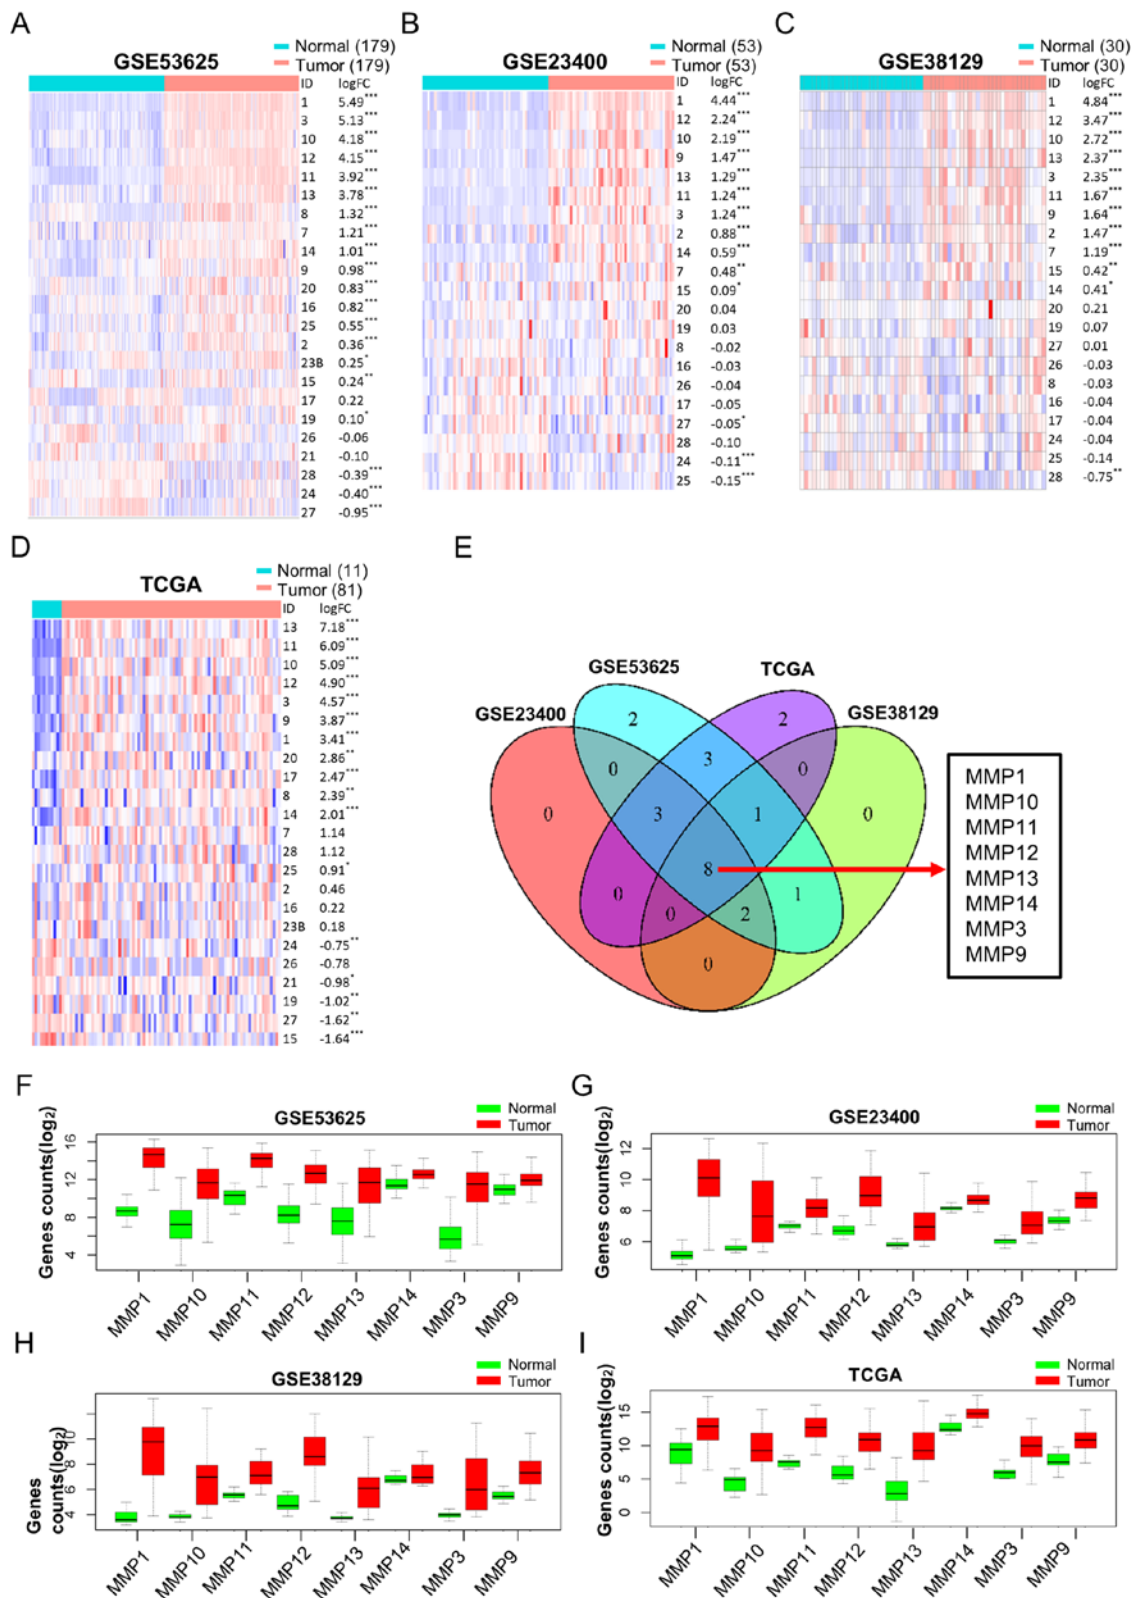 A
GSE53625
Normal (179)
Tumor (179)
ID logFC
1 5.49***
3 5.13***
10 4.18***
12 4.15***
11 3.92***
13 3.78***
8 1.32***
7 1.21***
14 1.01***
9 0.98***
20 0.83***
16 0.82***
25 0.55***
2 0.36***
23B 0.25*
15 0.24**
17 0.22
19 0.10*
26 -0.06
21 -0.10
28 -0.39***
24 -0.40***
27 -0.95***
B
GSE23400
Normal (53)
Tumor (53)
ID logFC
1 4.44***
12 2.24***
10 2.19***
9 1.47***
13 1.29***
11 1.24***
3 1.24***
2 0.88***
14 0.59***
7 0.48**
15 0.09*
20 0.04
19 0.03
8 -0.02
16 -0.03
26 -0.04
17 -0.05
27 -0.05*
28 -0.10
24 -0.11***
25 -0.15***
C
GSE38129
Normal (30)
Tumor (30)
ID logFC
1 4.84***
12 3.47***
10 2.72***
13 2.37***
3 2.35***
11 1.67***
9 1.64***
2 1.47***
7 1.19***
15 0.42**
14 0.41*
20 0.21
19 0.07
27 0.01
26 -0.03
8 -0.03
16 -0.04
17 -0.04
24 -0.04
25 -0.14
28 -0.75**
D
TCGA
Normal (11)
Tumor (81)
ID logFC
13 7.18***
11 6.09***
10 5.09***
12 4.90***
3 4.57***
9 3.87***
1 3.41***
20 2.86**
17 2.47***
8 2.39**
14 2.01***
7 1.14
28 1.12
25 0.91*
2 0.46
16 0.22
23B 0.18
24 -0.75**
26 -0.78
21 -0.98*
19 -1.02**
27 -1.62**
15 -1.64***
E
GSE53625
TCGA
GSE23400
GSE38129
2 2
3
0 0
0 3 1 0
8
0 1
0 2
0
MMP1
MMP10
MMP11
MMP12
MMP13
MMP14
MMP3
MMP9
F
GSE53625
Normal
Tumor
Genes counts(log2)
16
12
8
4
MMP1 MMP10 MMP11 MMP12 MMP13 MMP14 MMP3 MMP9
G
GSE23400
Normal
Tumor
Genes counts(log2)
12
10
8
6
MMP1 MMP10 MMP11 MMP12 MMP13 MMP14 MMP3 MMP9
H
GSE38129
Normal
Tumor
Genes
counts(log2)
10
8
6
4
MMP1 MMP10 MMP11 MMP12 MMP13 MMP14 MMP3 MMP9
I
TCGA
Normal
Tumor
Genes counts(log2)
15
10
5
0
MMP1 MMP10 MMP11 MMP12 MMP13 MMP14 MMP3 MMP9